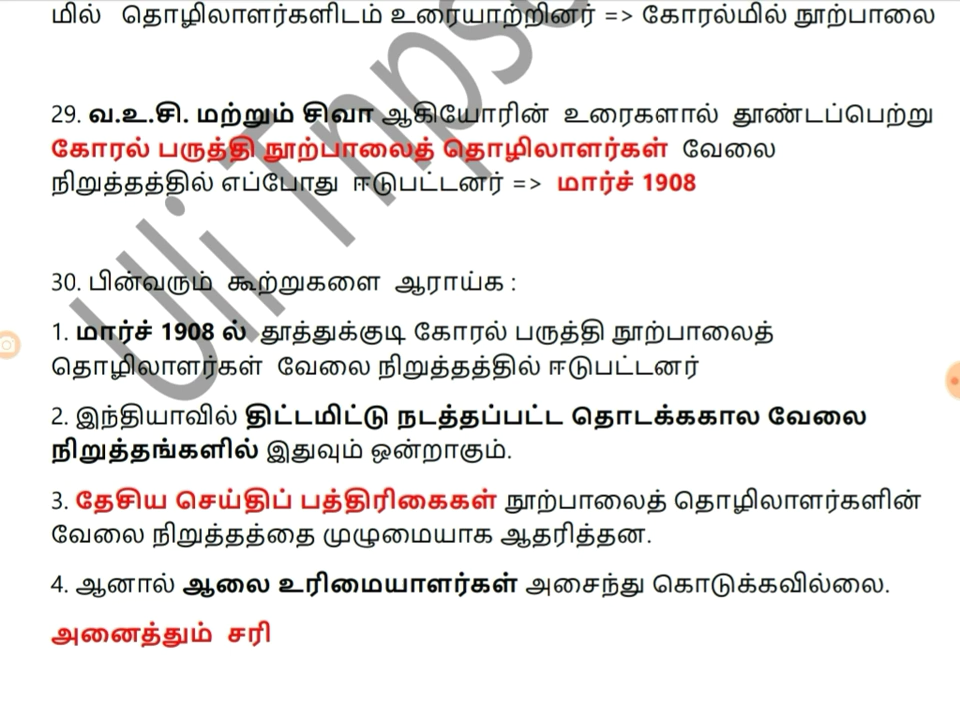 மில் தொழிலாளர்களிடம் உரையாற்றினர் => கோரல்மில் நூற்பாலை
29. வ.உ.சி. மற்றும் சிவா ஆகியோரின் உரைகளால் தூண்டப்பெற்று
கோரல் பருத்தி நூற்பாலைத் தொழிலாளர்கள் வேலை
நிறுத்தத்தில் எப்போது ஈடுபட்டனர் => மார்ச் 1908
30. பின்வரும் கூற்றுகளை ஆராய்க :
1. மார்ச் 1908 ல் தூத்துக்குடி கோரல் பருத்தி நூற்பாலைத்
தொழிலாளர்கள் வேலை நிறுத்தத்தில் ஈடுபட்டனர்
2. இந்தியாவில் திட்டமிட்டு நடத்தப்பட்ட தொடக்ககால வேலை
நிறுத்தங்களில் இதுவும் ஒன்றாகும்.
3. தேசிய செய்திப் பத்திரிகைகள் நூற்பாலைத் தொழிலாளர்களின்
வேலை நிறுத்தத்தை முழுமையாக ஆதரித்தன.
4. ஆனால் ஆலை உரிமையாளர்கள் அசைந்து கொடுக்கவில்லை.
அனைத்தும் சரி